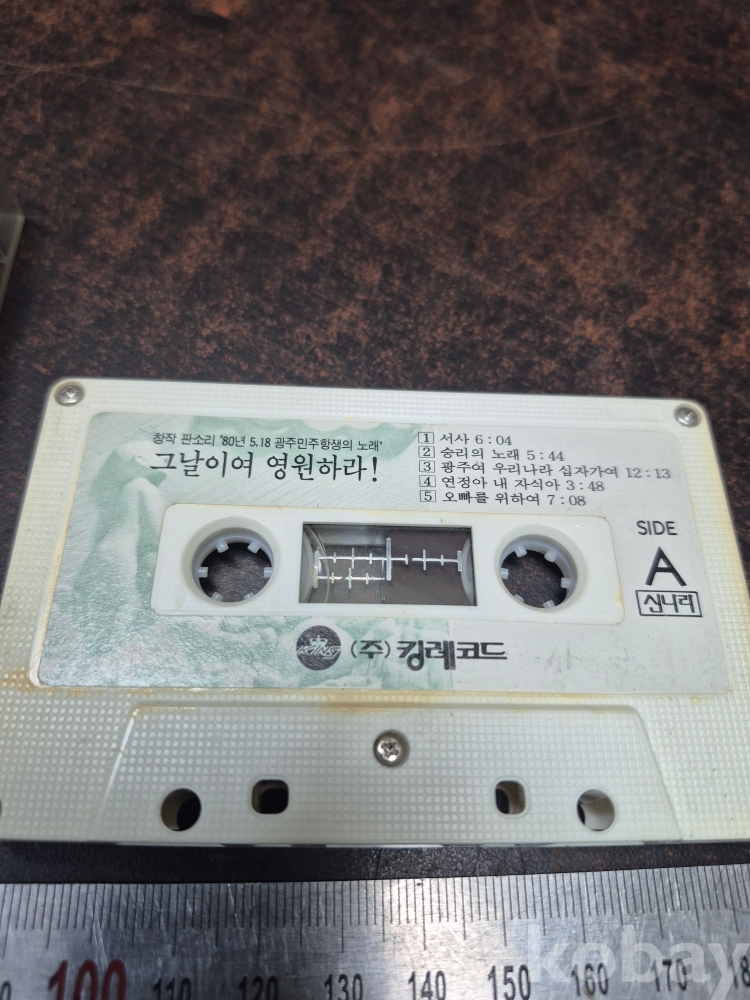 창작 판소리 '80년 5.18 광주민주항쟁의 노래'
그날이여 영원하라!
1 서사 6:04
2 승리의 노래 5:44
3 광주여 우리나라 십자가여 12:13
4 연정아 내 자식아 3:48
5 오빠를 위하여 7:08
SIDE
A
신나라
KING
(주) 킹레코드
100 110 120 130 140 150 160 170 18
kobay